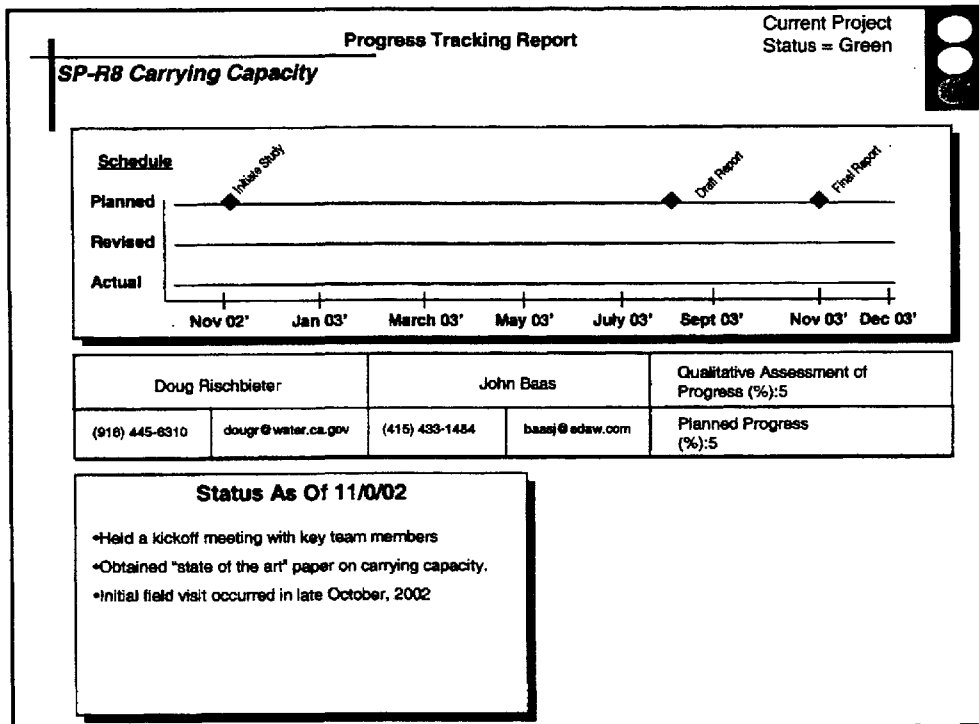 Progress Tracking Report
Current Project
Status = Green
SP-R8 Carrying Capacity
Schedule
Initiate Study
Draft Report
Final Report
Planned
Revised
Actual
Nov 02' Jan 03' March 03' May 03' July 03' Sept 03' Nov 03' Dec 03'
Doug Rischbieter
John Baas
Qualitative Assessment of
Progress (%):5
(916) 445-6310
dougr@water.ca.gov
(415) 433-1484
baasj@edaw.com
Planned Progress
(%):5
Status As Of 11/0/02
•Held a kickoff meeting with key team members
•Obtained "state of the art" paper on carrying capacity.
•Initial field visit occurred in late October, 2002